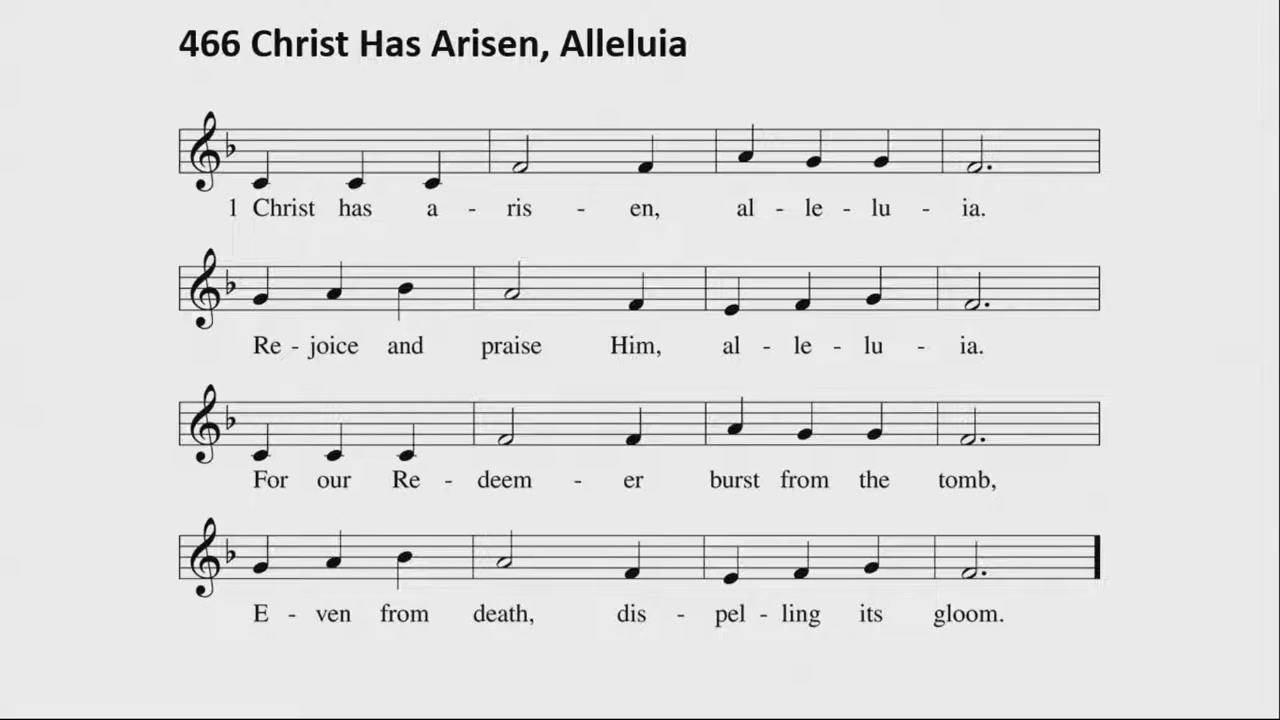 466 Christ Has Arisen, Alleluia
1 Christ has a - ris - en, al - le - lu - ia.
Re - joice and praise Him, al - le - lu - ia.
For our Re - deem - er burst from the tomb,
E - ven from death, dis - pel - ling its gloom.